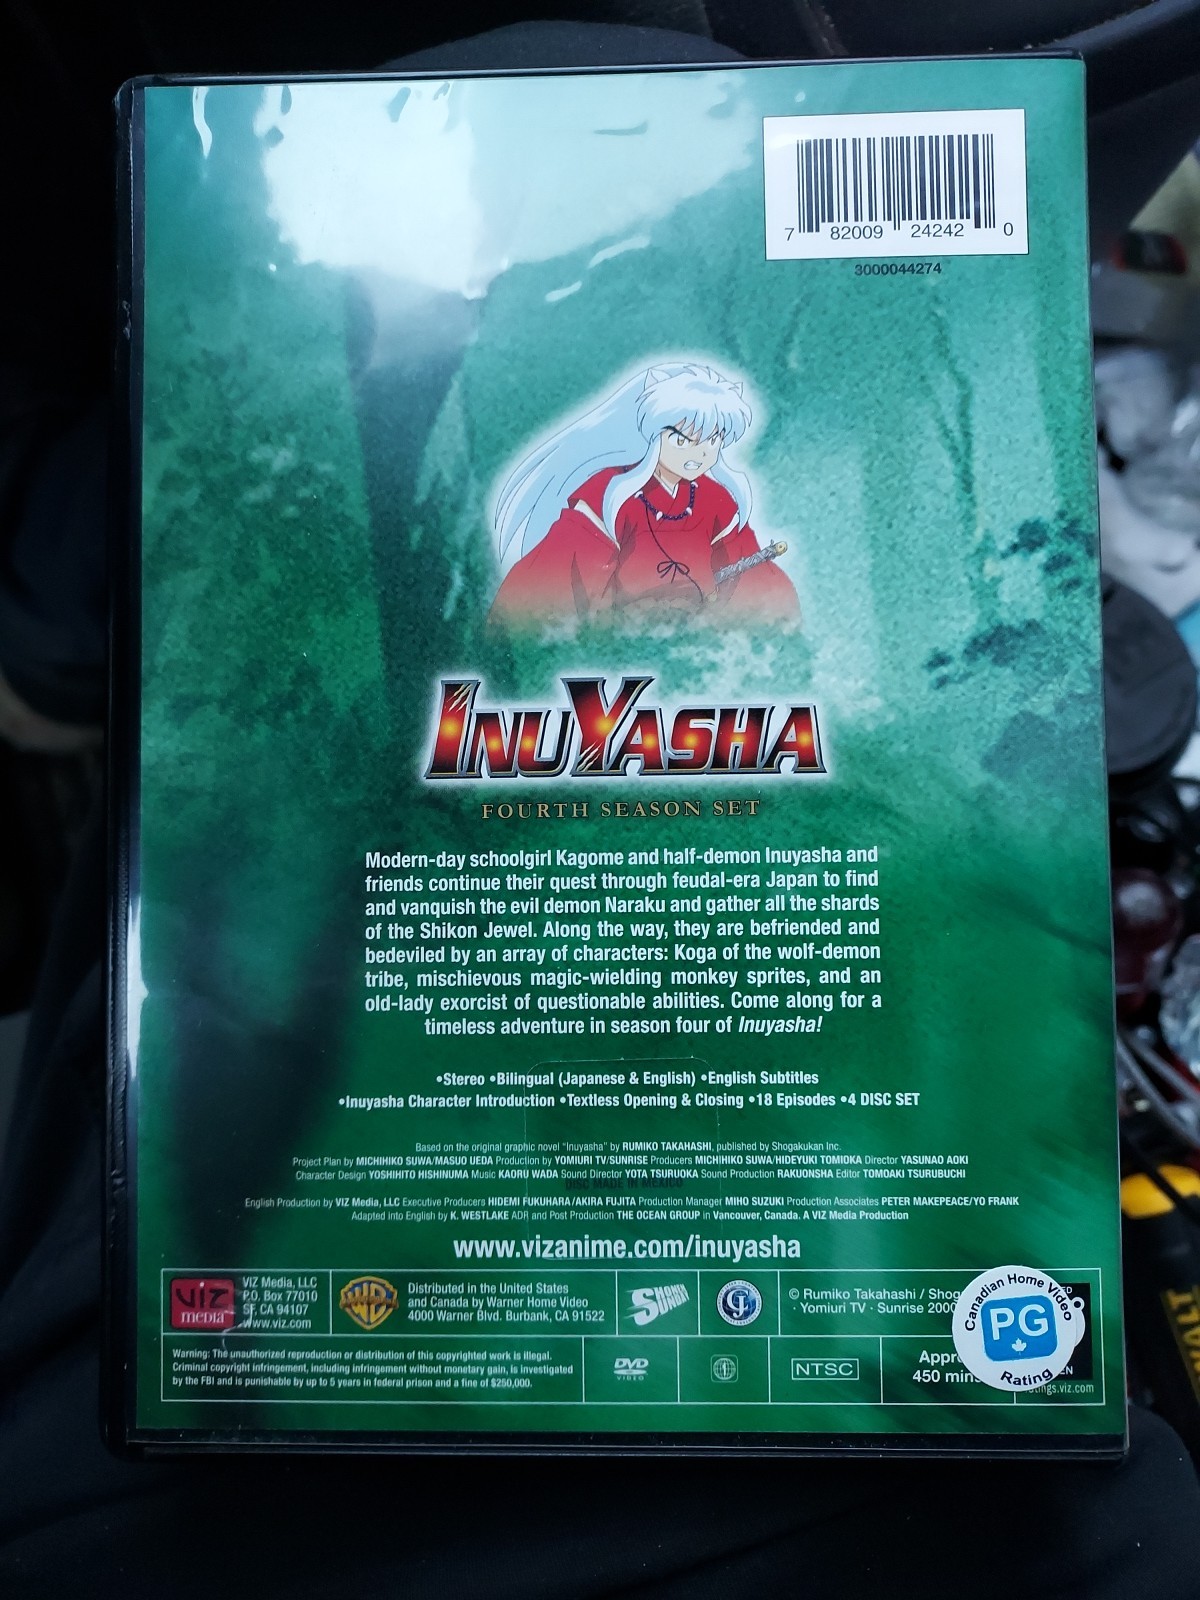 7 82009 24242 0
3000044274
INUYASHA
FOURTH SEASON SET
Modern-day schoolgirl Kagome and half-demon Inuyasha and
friends continue their quest through feudal-era Japan to find
and vanquish the evil demon Naraku and gather all the shards
of the Shikon Jewel. Along the way, they are befriended and
bedeviled by an array of characters: Koga of the wolf-demon
tribe, mischievous magic-wielding monkey sprites, and an
old-lady exorcist of questionable abilities. Come along for a
timeless adventure in season four of Inuyasha!
•Stereo •Bilingual (Japanese & English) •English Subtitles
•Inuyasha Character Introduction •Textless Opening & Closing •18 Episodes •4 DISC SET
Based on the original graphic novel "Inuyasha" by RUMIKO TAKAHASHI, published by Shogakukan Inc.
Project Plan by MICHIHIKO SUWA/MASUO UEDA Production by YOMIURI TV/SUNRISE Producers MICHIHIKO SUWA/HIDEYUKI TOMIOKA Director YASUNAO AOKI
Character Design YOSHIHITO HISHINUMA Music KAORU WADA Sound Director YOTA TSURUOKA Sound Production RAKUONSHA Editor TOMOAKI TSURUBUCHI
DISC MADE IN MEXICO
English Production by VIZ Media, LLC Executive Producers HIDEMI FUKUHARA/AKIRA FUJITA Production Manager MIHO SUZUKI Production Associates PETER MAKEPEACE/YO FRANK
Adapted into English by K. WESTLAKE ADR and Post Production THE OCEAN GROUP in Vancouver, Canada. A VIZ Media Production
www.vizanime.com/inuyasha
VIZ media
VIZ Media, LLC
P.O. Box 77010
SF, CA 94107
www.viz.com
WB
Distributed in the United States
and Canada by Warner Home Video
4000 Warner Blvd. Burbank, CA 91522
SHONEN
© Rumiko Takahashi / Shog
· Yomiuri TV · Sunrise 2000
Canadian Home Video
PG
Rating
Warning: The unauthorized reproduction or distribution of this copyrighted work is illegal.
Criminal copyright infringement, including infringement without monetary gain, is investigated
by the FBI and is punishable by up to 5 years in federal prison and a fine of $250,000.
DVD
VIDEO
NTSC
Appr
450 mins
ngs.viz.com